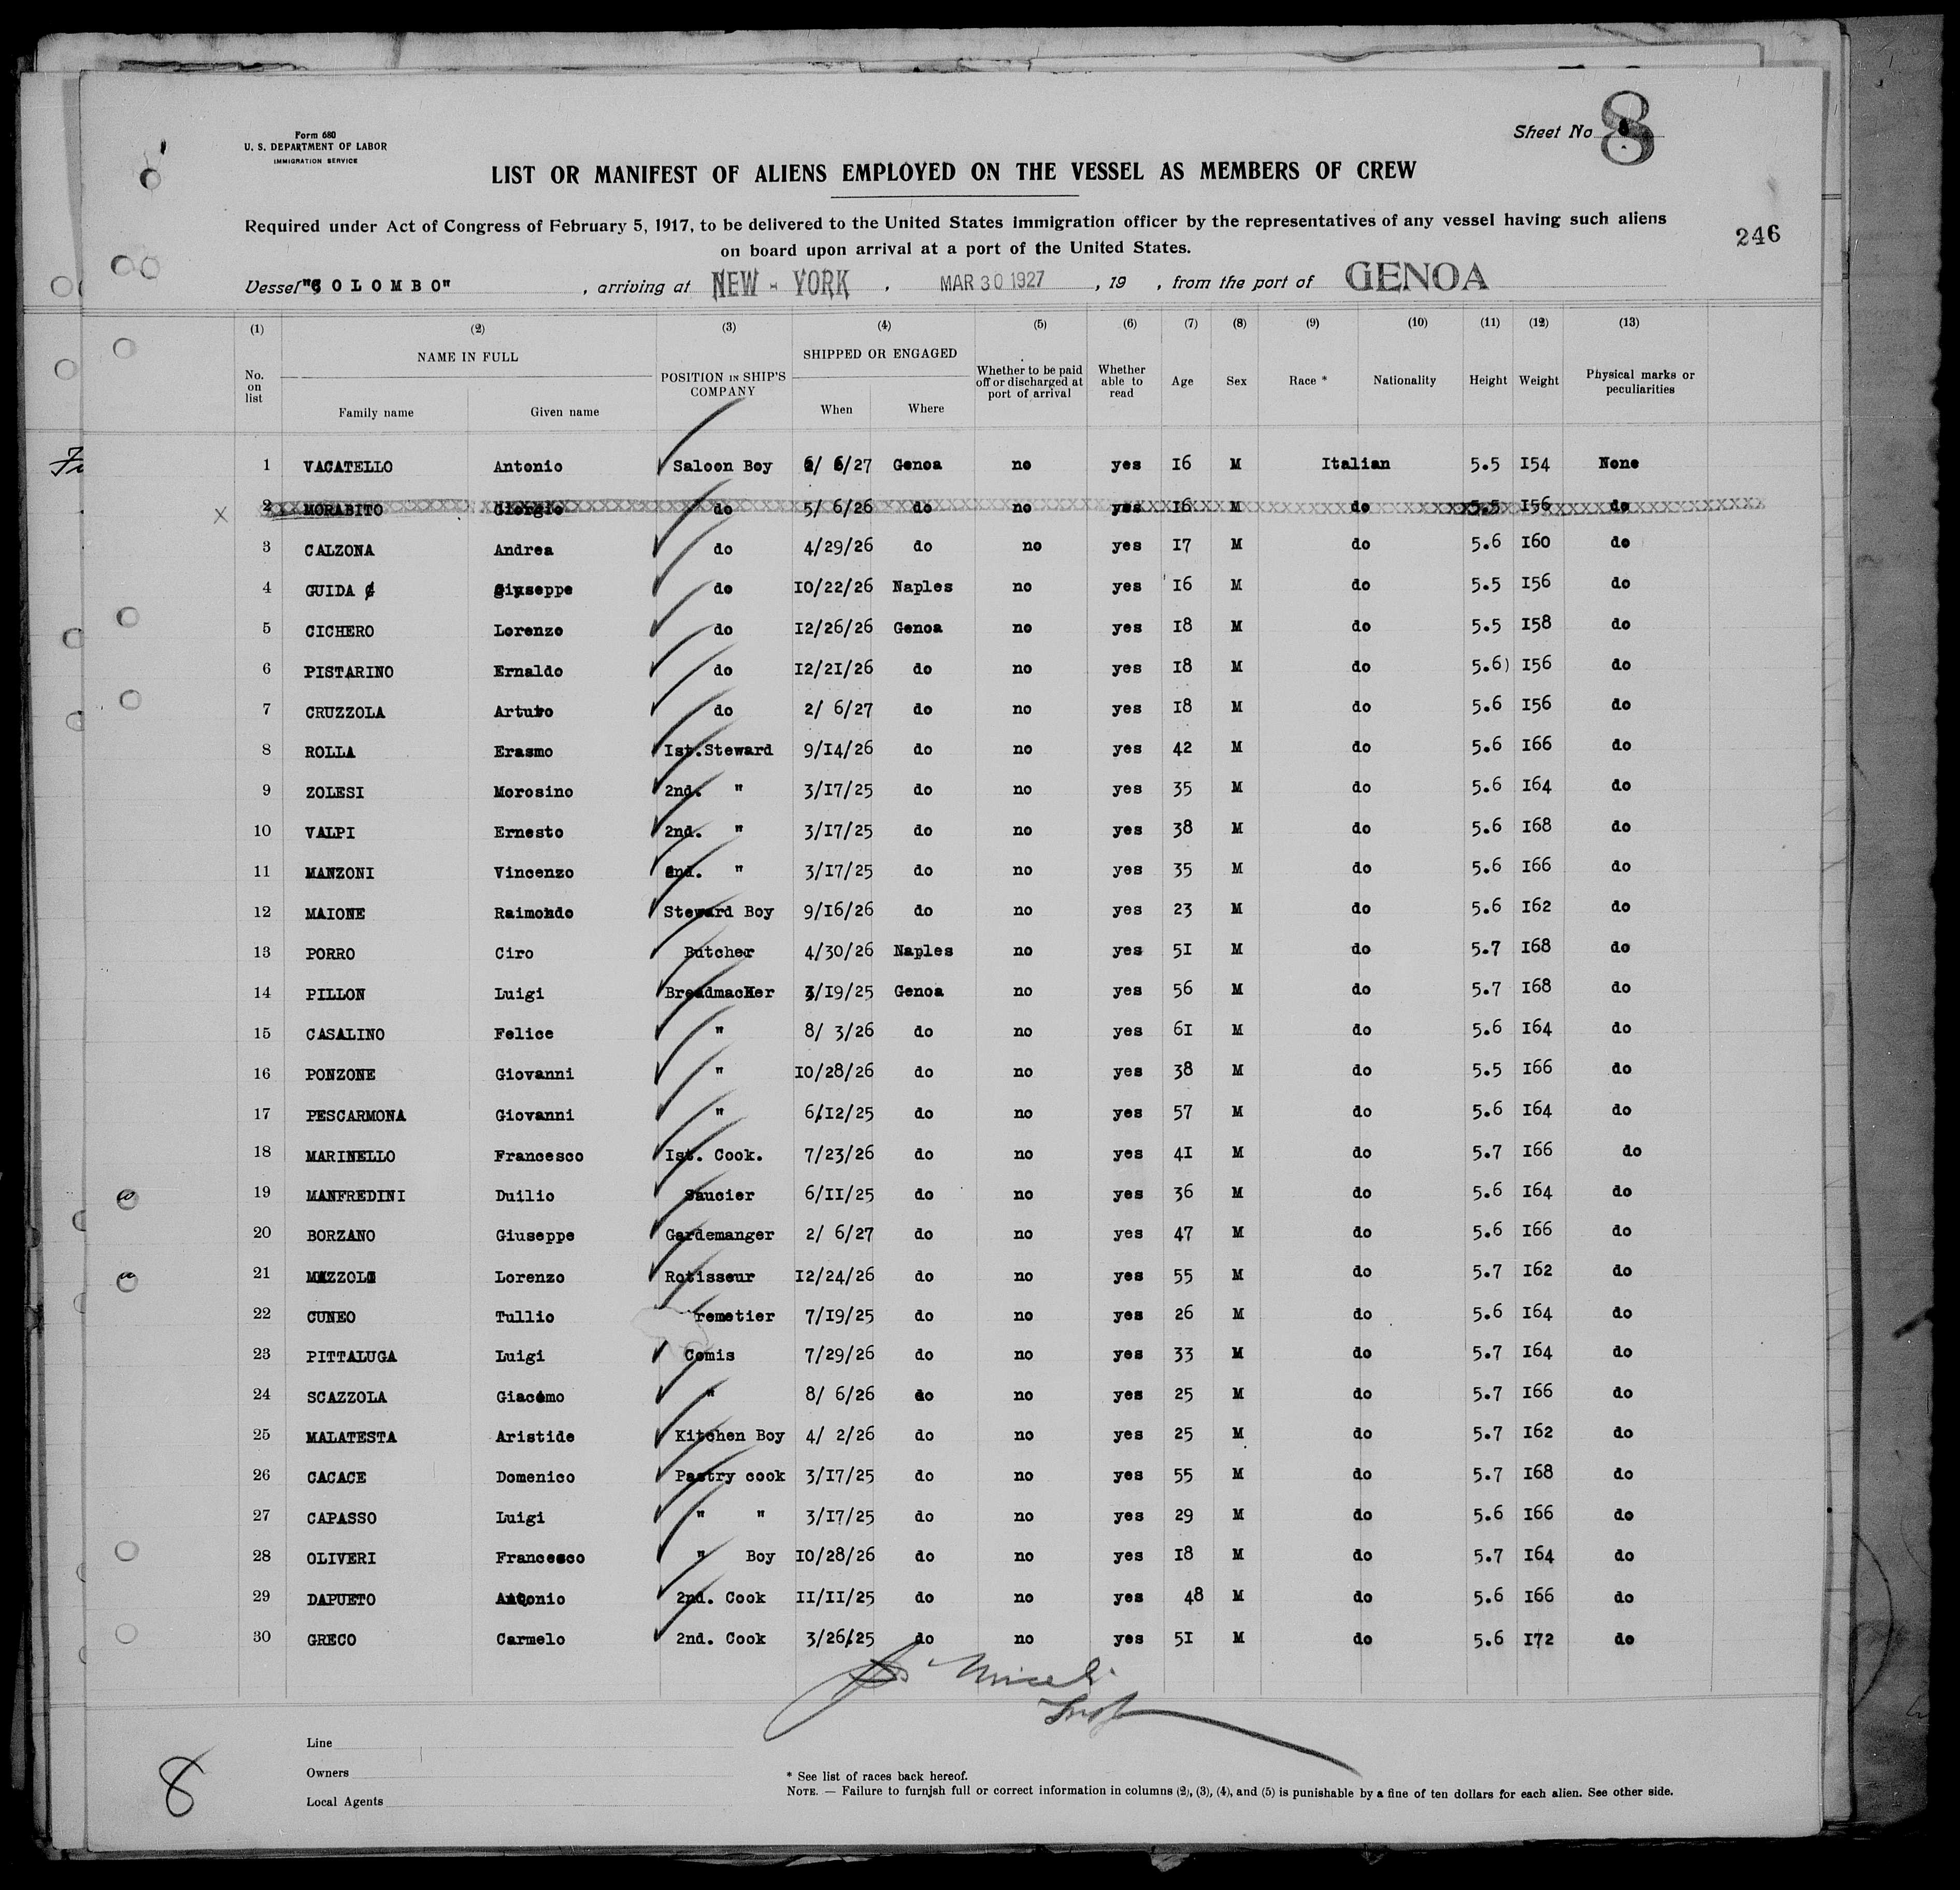 Form 680
U. S. DEPARTMENT OF LABOR
IMMIGRATION SERVICE
Sheet No 8
LIST OR MANIFEST OF ALIENS EMPLOYED ON THE VESSEL AS MEMBERS OF CREW
Required under Act of Congress of February 5, 1917, to be delivered to the United States immigration officer by the representatives of any vessel having such aliens
on board upon arrival at a port of the United States.
246
Vessel "COLOMBO" , arriving at NEW - YORK , MAR 30 1927 , 19 , from the port of GENOA
(1) (2) (3) (4) (5) (6) (7) (8) (9) (10) (11) (12) (13)
No. on list NAME IN FULL Family name Given name POSITION IN SHIP'S COMPANY SHIPPED OR ENGAGED When Where Whether to be paid off or discharged at port of arrival Whether able to read Age Sex Race * Nationality Height Weight Physical marks or peculiarities
1 VACATELLO Antonio Saloon Boy 6/27 Genoa no yes 16 M Italian 5.5 154 None
2 MORABITO Giorgio do 5/ 6/26 do no yes 16 M do 5.5 156 do
3 CALZONA Andrea do 4/29/26 do no yes 17 M do 5.6 160 do
4 GUIDA Giuseppe do 10/22/26 Naples no yes 16 M do 5.5 156 do
5 CICHERO Lorenzo do 12/26/26 Genoa no yes 18 M do 5.5 158 do
6 PISTARINO Ernaldo do 12/21/26 do no yes 18 M do 5.6) 156 do
7 CRUZZOLA Arturo do 2/ 6/27 do no yes 18 M do 5.6 156 do
8 ROLLA Erasmo Ist.Steward 9/14/26 do no yes 42 M do 5.6 166 do
9 ZOLESI Morosino 2nd. " 3/17/25 do no yes 35 M do 5.6 164 do
10 VALPI Ernesto 2nd. " 3/17/25 do no yes 38 M do 5.6 168 do
11 MANZONI Vincenzo 2nd. " 3/17/25 do no yes 35 M do 5.6 166 do
12 MAIONE Raimondo Steward Boy 9/16/26 do no yes 23 M do 5.6 162 do
13 PORRO Ciro Butcher 4/30/26 Naples no yes 51 M do 5.7 168 do
14 PILLON Luigi Breadmacker 3/19/25 Genoa no yes 56 M do 5.7 168 do
15 CASALINO Felice " 8/ 3/26 do no yes 61 M do 5.6 164 do
16 PONZONE Giovanni " 10/28/26 do no yes 38 M do 5.5 166 do
17 PESCARMONA Giovanni " 6/12/25 do no yes 57 M do 5.6 164 do
18 MARINELLO Francesco Ist. Cook. 7/23/26 do no yes 41 M do 5.7 166 do
19 MANFREDINI Duilio Saucier 6/11/25 do no yes 36 M do 5.6 164 do
20 BORZANO Giuseppe Gardemanger 2/ 6/27 do no yes 47 M do 5.6 166 do
21 Lorenzo Rotisseur 12/24/26 do no yes 55 M do 5.7 162 do
22 CUNEO Tullio remetier 7/19/25 do no yes 26 M do 5.6 164 do
23 PITTALUGA Luigi Comis 7/29/26 do no yes 33 M do 5.7 164 do
24 SCAZZOLA Giacomo " 8/ 6/26 do no yes 25 M do 5.7 166 do
25 MALATESTA Aristide Kitchen Boy 4/ 2/26 do no yes 25 M do 5.7 162 do
26 CACACE Domenico Pastry cook 3/17/25 do no yes 55 M do 5.7 168 do
27 CAPASSO Luigi " " 3/17/25 do no yes 29 M do 5.6 166 do
28 OLIVERI Francesco " Boy 10/28/26 do no yes 18 M do 5.7 164 do
29 DAPUETO Antonio 2nd. Cook 11/11/25 do no yes 48 M do 5.6 166 do
30 GRECO Carmelo 2nd. Cook 3/26/25 do no yes 51 M do 5.6 172 do
Line
Owners
Local Agents
8
* See list of races back hereof.
NOTE. — Failure to furnish full or correct information in columns (2), (3), (4), and (5) is punishable by a fine of ten dollars for each alien. See other side.